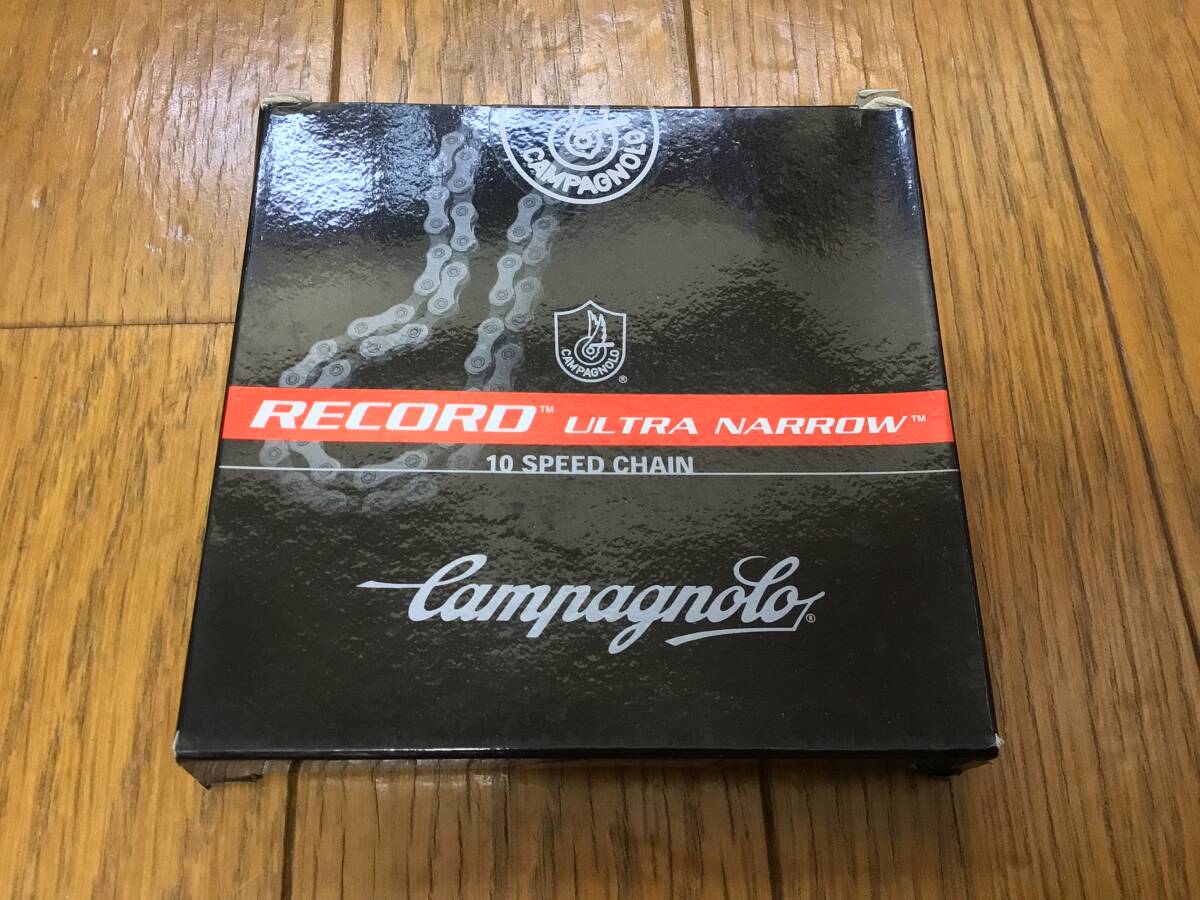 CAMPAGNOLO
CAMPAGNOLO
®
RECORD™ ULTRA NARROW™
10 SPEED CHAIN
Campagnolo®